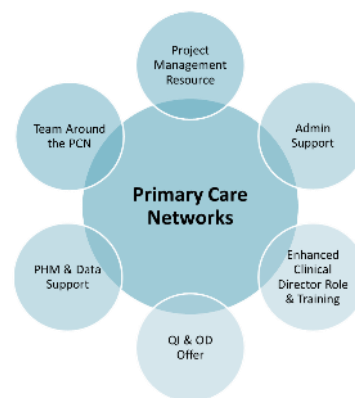 Project
Management
Resource
Team Around
the PCN
Admin
Support
Primary Care
Networks
PHM & Data
Support
Enhanced
Clinical
Director Role
& Training
QI & OD
Offer